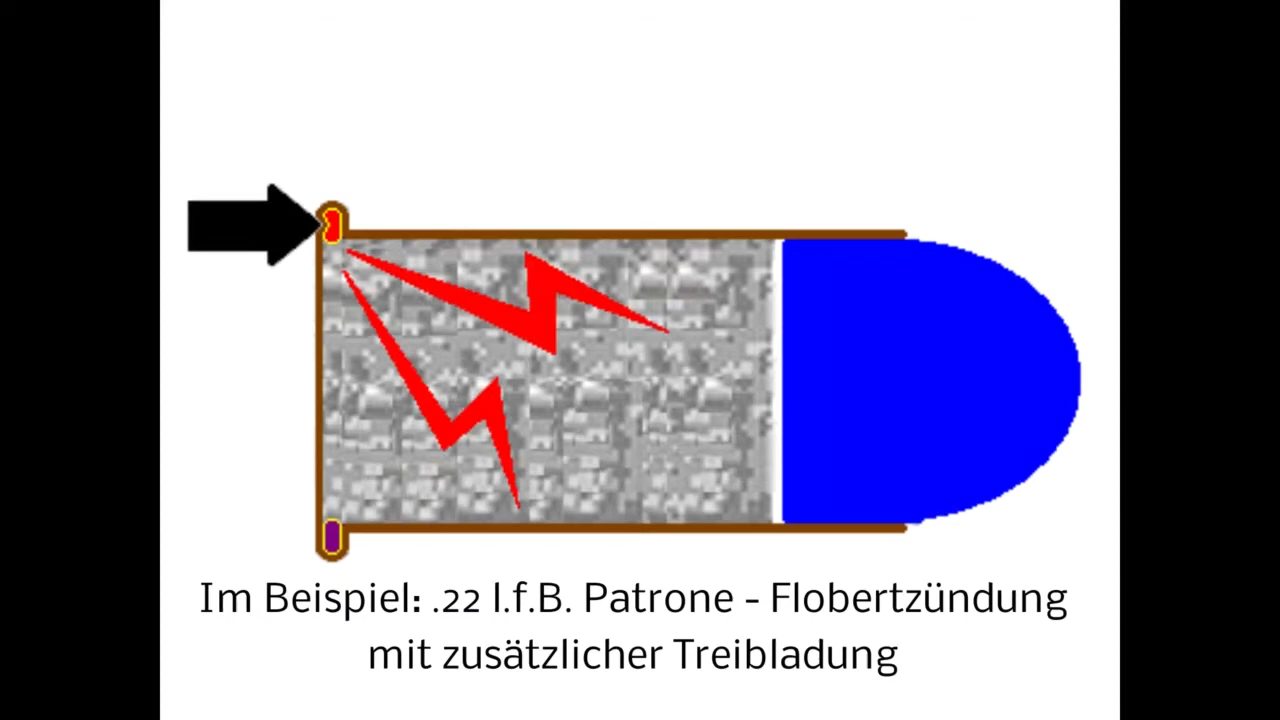 Im Beispiel: .22 l.f.B. Patrone - Flobertzündung
mit zusätzlicher Treibladung